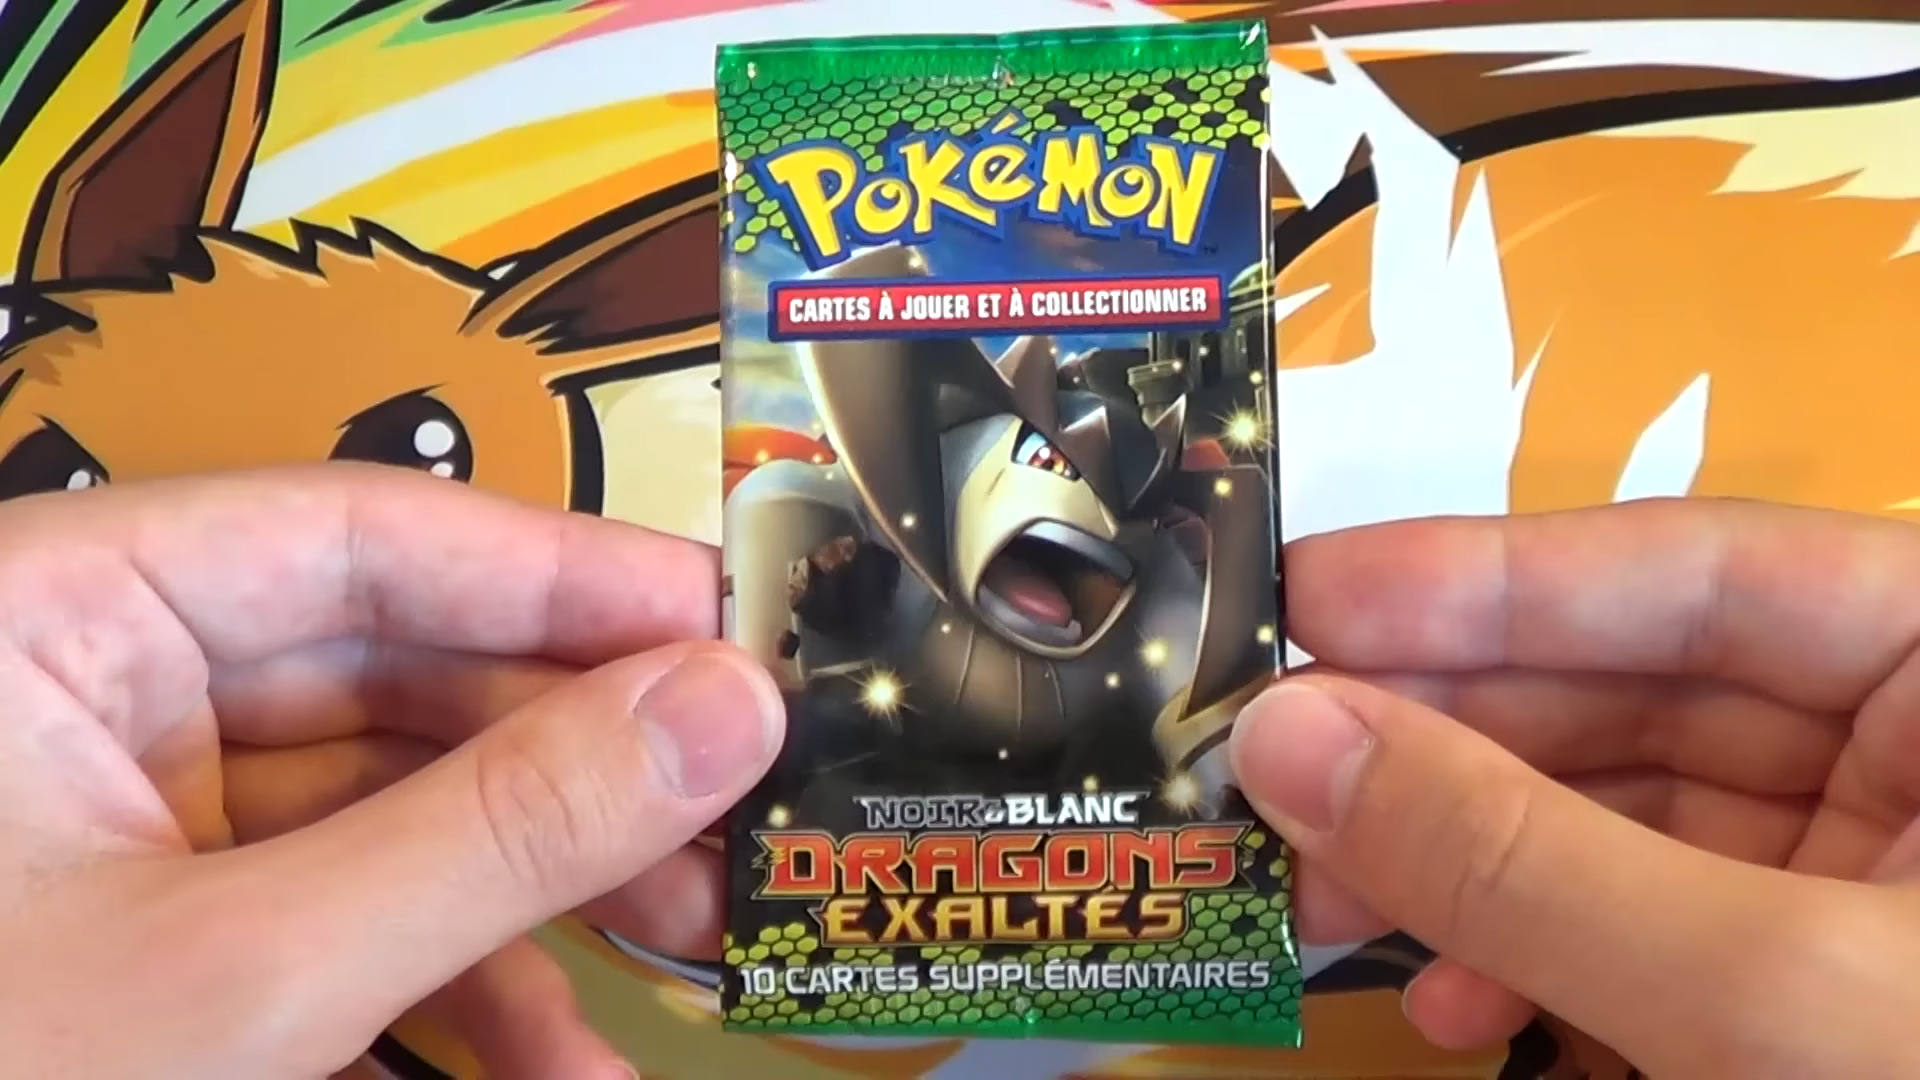 POKéMON
CARTES À JOUER ET À COLLECTIONNER
NOIR&BLANC
DRAGONS
EXALTÉS
10 CARTES SUPPLÉMENTAIRES